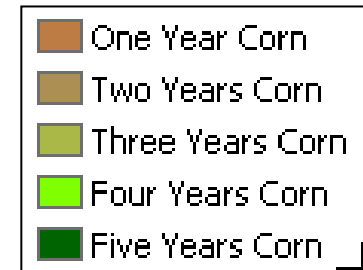 One Year Corn
Two Years Corn
Three Years Corn
Four Years Corn
Five Years Corn